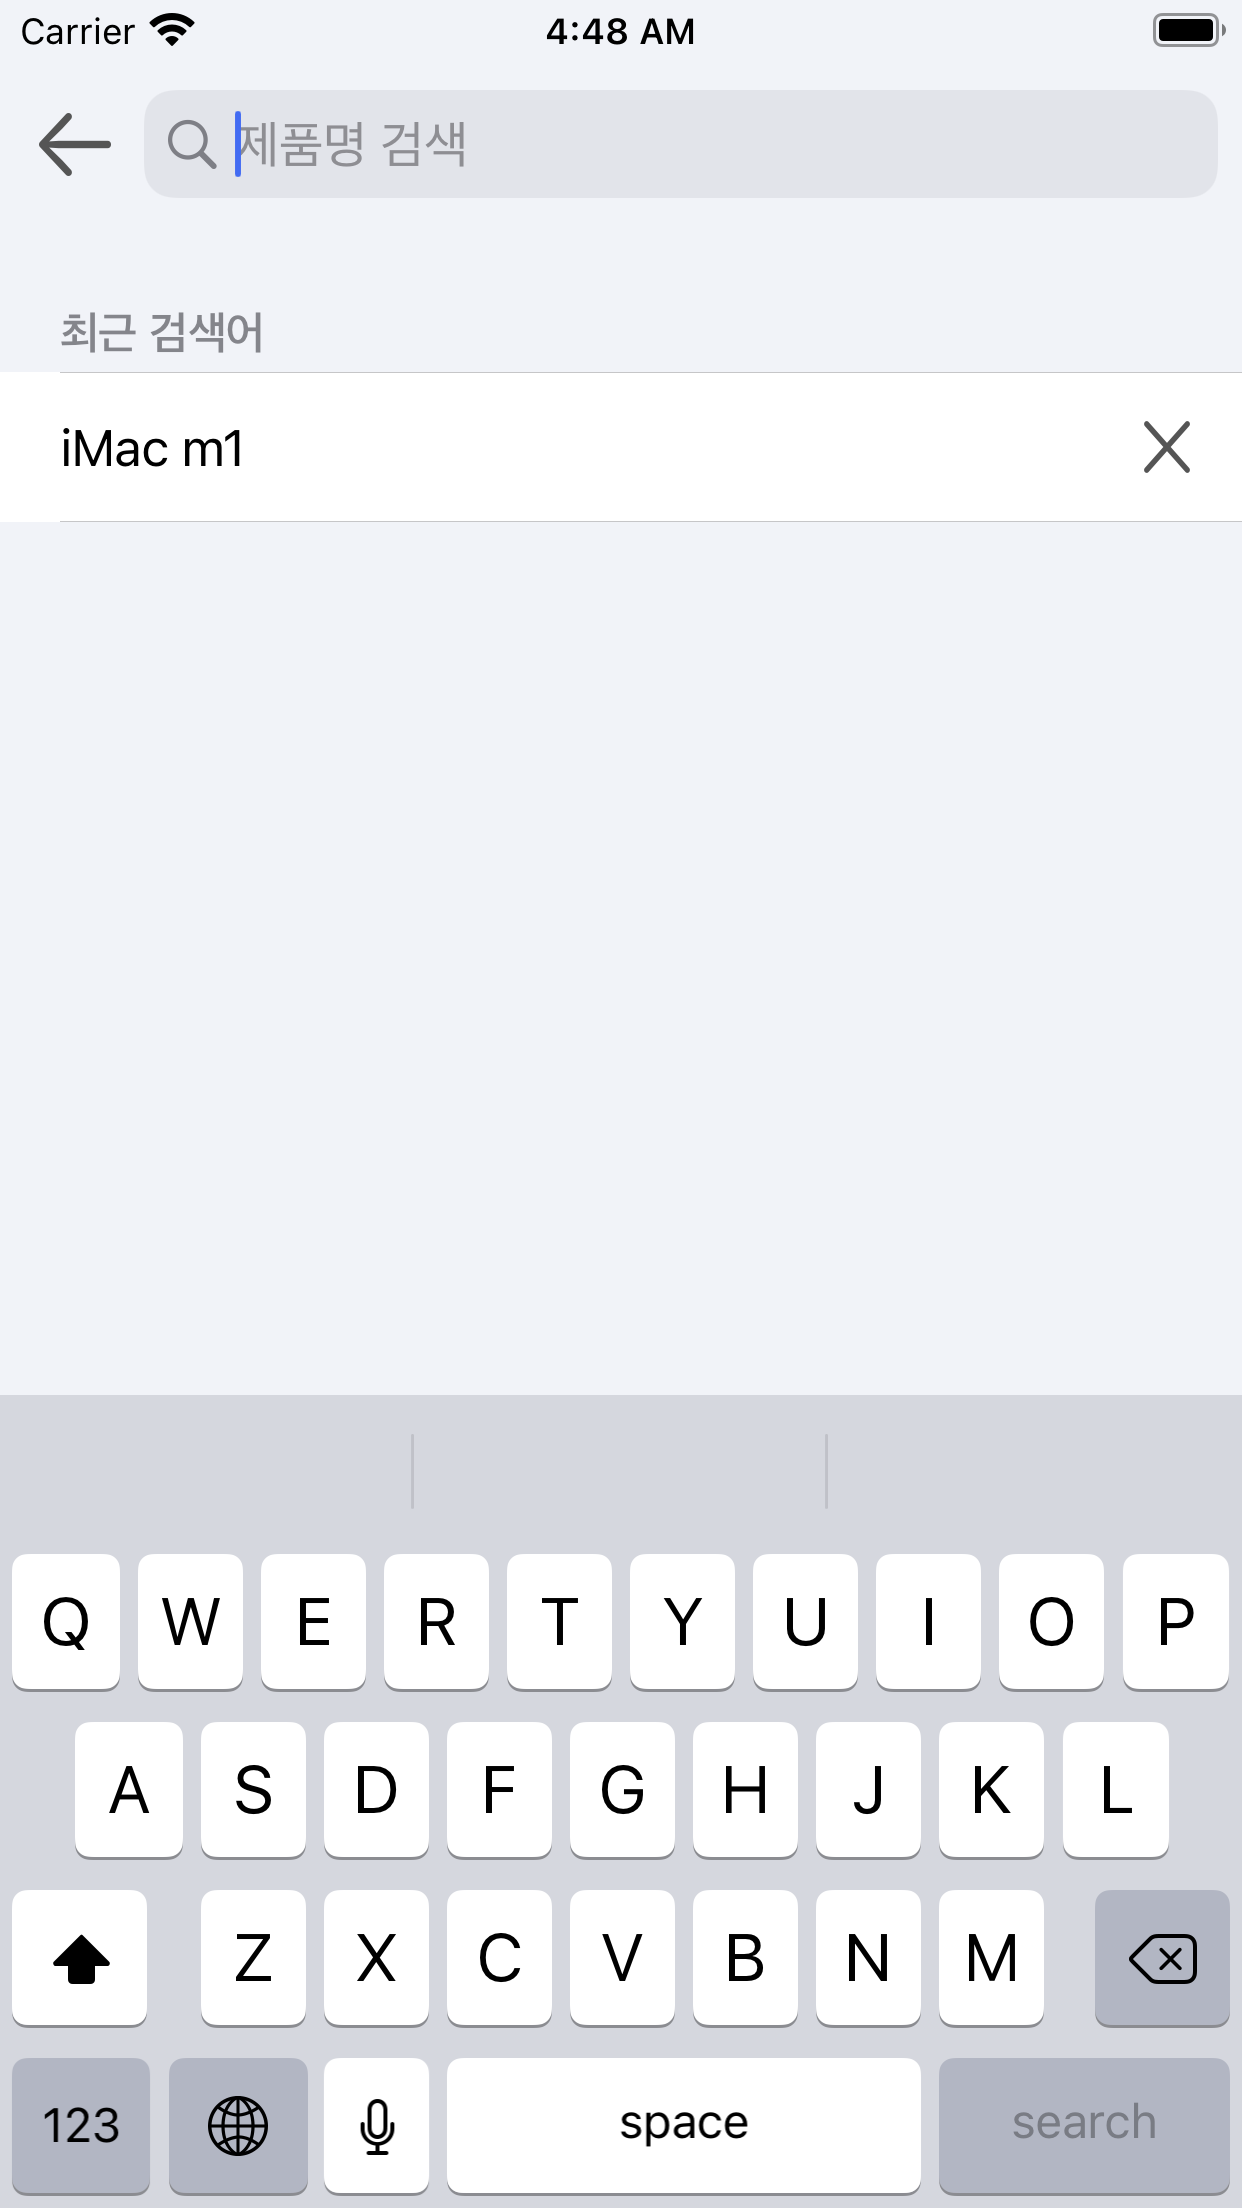 Carrier 4:48 AM
제품명 검색
최근 검색어
iMac m1
Q W E R T Y U I O P
A S D F G H J K L
Z X C V B N M
123 space search